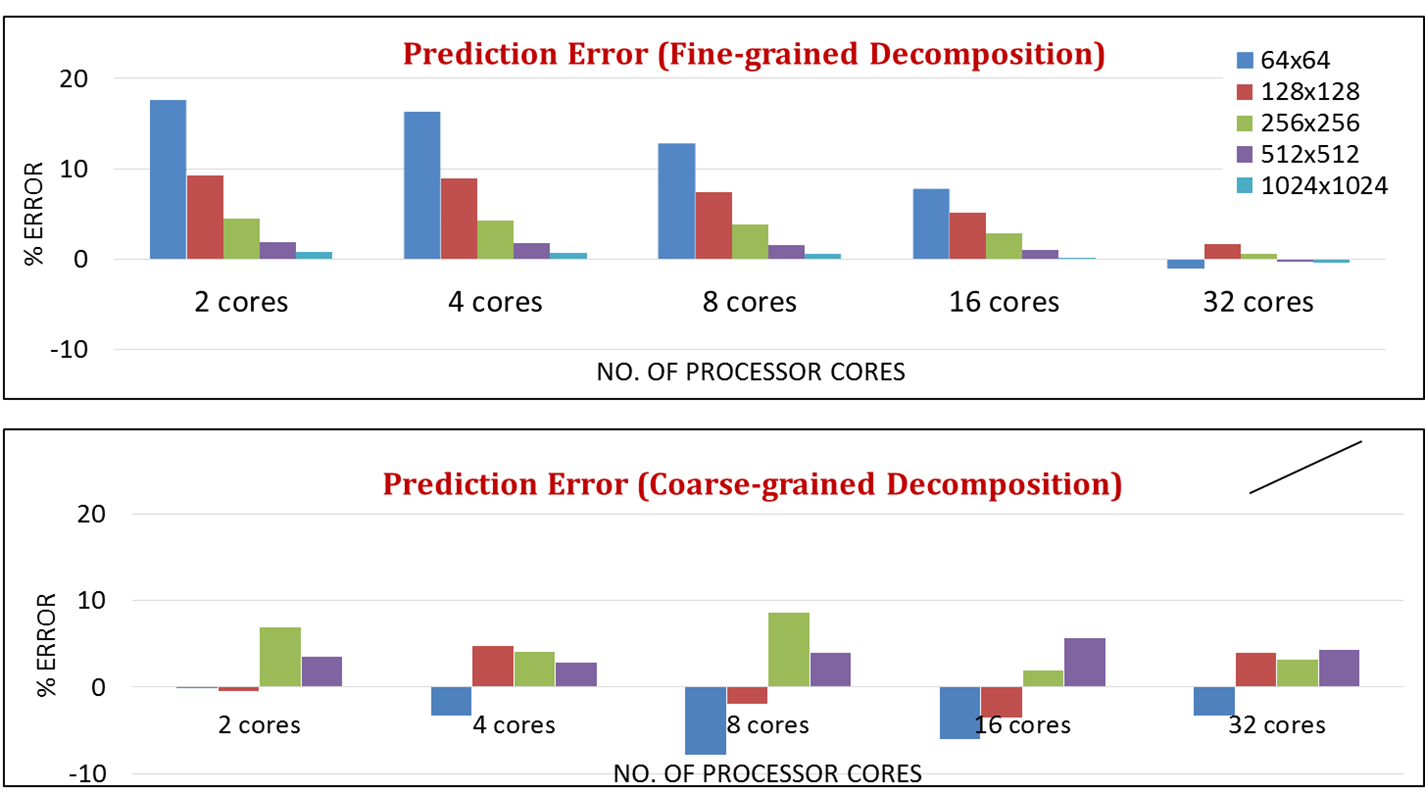 Prediction Error (Fine-grained Decomposition)
64x64
128x128
256x256
512x512
1024x1024
20
10
0
-10
% ERROR
2 cores
4 cores
8 cores
16 cores
32 cores
NO. OF PROCESSOR CORES
Prediction Error (Coarse-grained Decomposition)
20
10
0
-10
% ERROR
2 cores
4 cores
8 cores
16 cores
32 cores
NO. OF PROCESSOR CORES